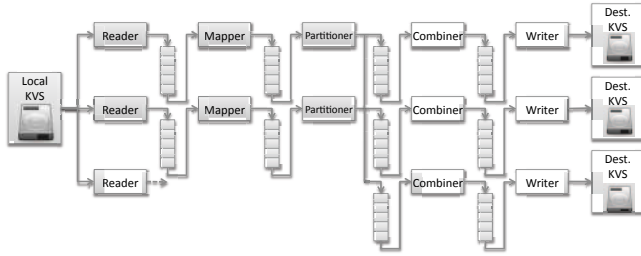 Dest.
KVS
Reader
Mapper
Partitioner
Combiner
Writer
Local
KVS
Dest.
KVS
Reader
Mapper
Partitioner
Combiner
Writer
Dest.
KVS
Reader
Combiner
Writer